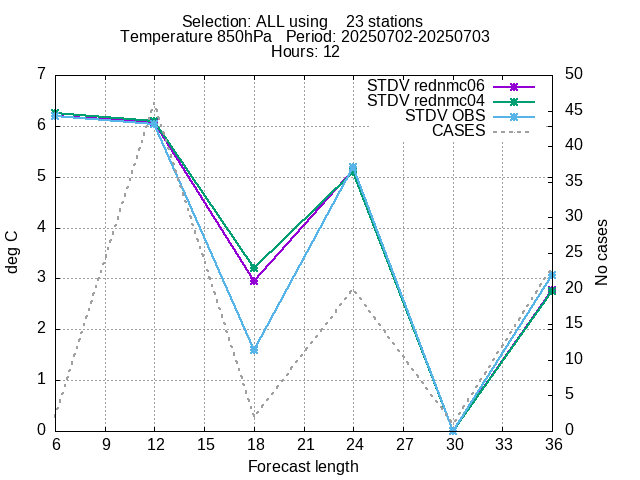 Selection: ALL using    23 stations
Temperature 850hPa   Period: 20250702-20250703
Hours: 12
STDV rednmc06
STDV rednmc04
STDV OBS
CASES
deg C
0
1
2
3
4
5
6
7
No cases
0
5
10
15
20
25
30
35
40
45
50
6 9 12 15 18 21 24 27 30 33 36
Forecast length